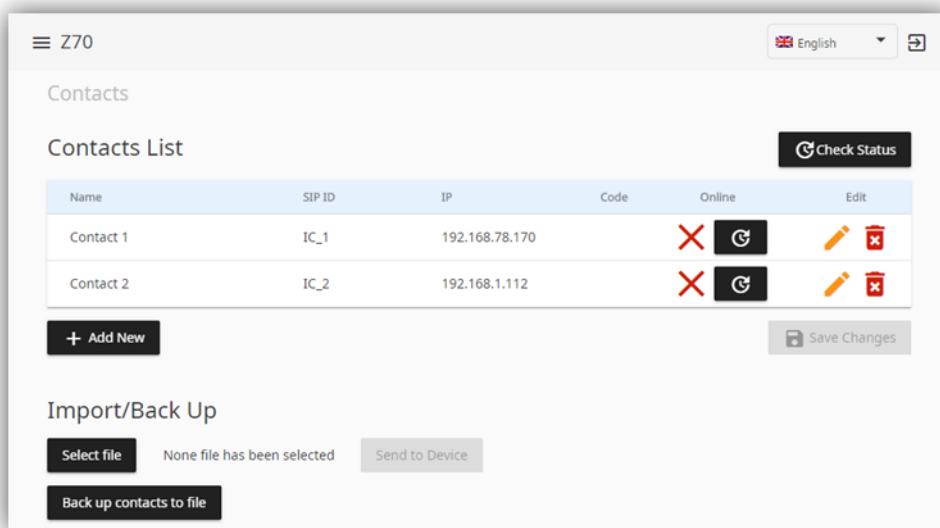 Z70
English
Contacts
Contacts List
Check Status
Name SIP ID IP Code Online Edit
Contact 1 IC_1 192.168.78.170
Contact 2 IC_2 192.168.1.112
+ Add New
Save Changes
Import/Back Up
Select file None file has been selected Send to Device
Back up contacts to file